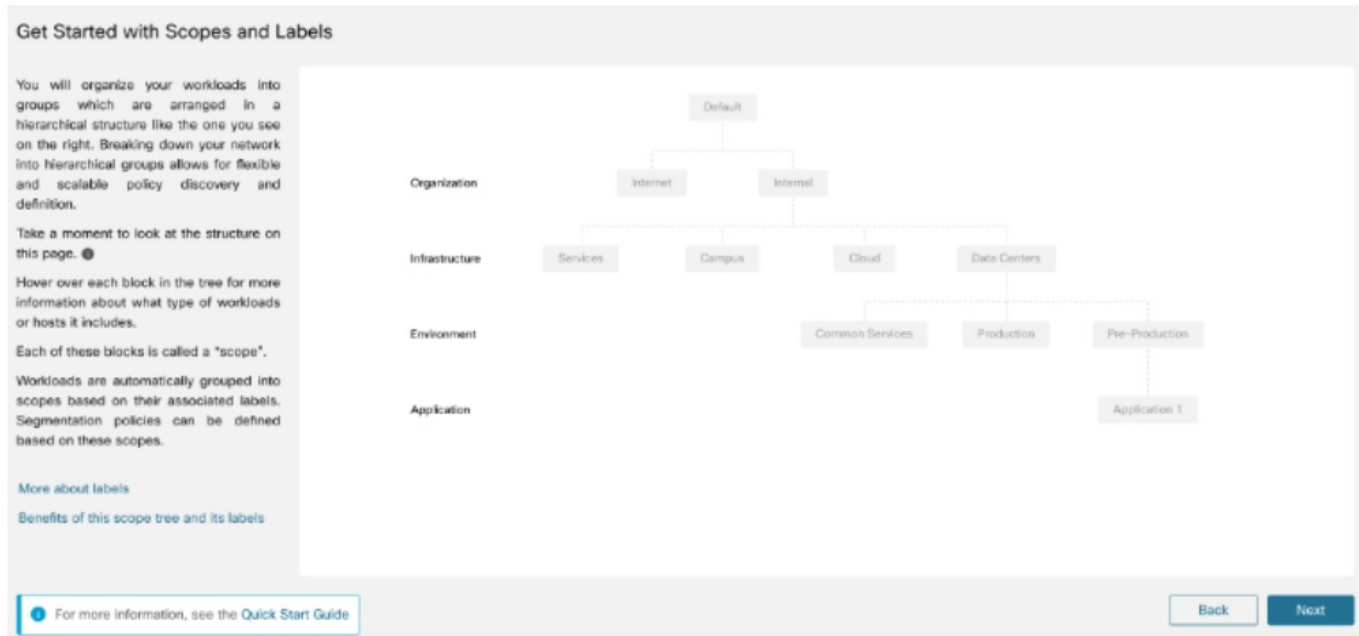 Get Started with Scopes and Labels
You will organize your workloads into
groups which are arranged in a
hierarchical structure like the one you see
on the right. Breaking down your network
into hierarchical groups allows for flexible
and scalable policy discovery and
definition.
Take a moment to look at the structure on
this page.
Hover over each block in the tree for more
information about what type of workloads
or hosts it includes.
Each of these blocks is called a "scope".
Workloads are automatically grouped into
scopes based on their associated labels.
Segmentation policies can be defined
based on these scopes.
More about labels
Benefits of this scope tree and its labels
Default
Organization Internet Internal
Infrastructure Services Campus Cloud Data Centers
Environment Common Services Production Pre-Production
Application Application 1
For more information, see the Quick Start Guide
Back Next